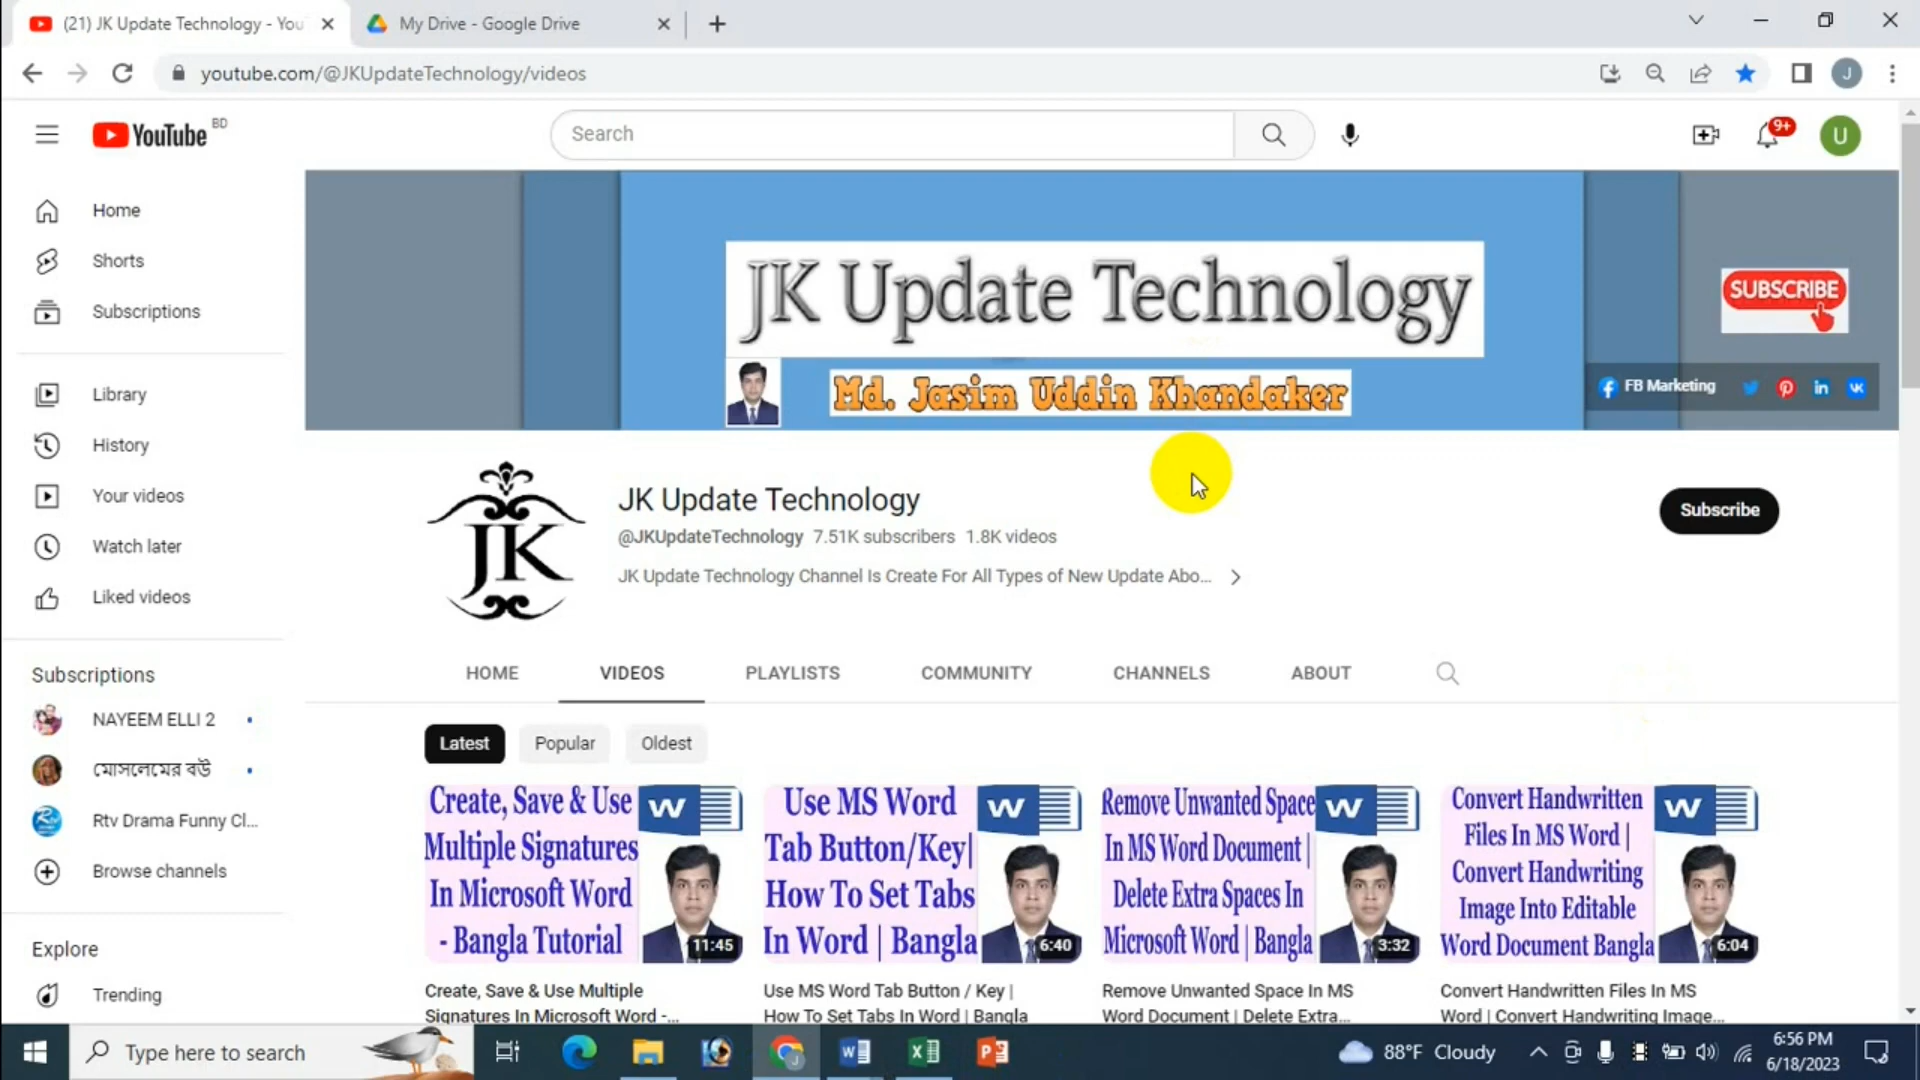 (21) JK Update Technology - You
My Drive - Google Drive
youtube.com/@JKUpdateTechnology/videos
J
YouTube BD
Search
9+
U
Home
Shorts
Subscriptions
Library
History
Your videos
Watch later
Liked videos
Subscriptions
NAYEEM ELLI 2
মোসলেমের বউ
Rtv Drama Funny Cl...
Browse channels
Explore
Trending
JK Update Technology
Md. Jasim Uddin Khandaker
SUBSCRIBE
FB Marketing
JK
JK Update Technology
@JKUpdateTechnology 7.51K subscribers 1.8K videos
JK Update Technology Channel Is Create For All Types of New Update Abo...
Subscribe
HOME VIDEOS PLAYLISTS COMMUNITY CHANNELS ABOUT
Latest Popular Oldest
Create, Save & Use
Multiple Signatures
In Microsoft Word
- Bangla Tutorial
W
11:45
Create, Save & Use Multiple
Signatures In Microsoft Word -...
Use MS Word
Tab Button/Key|
How To Set Tabs
In Word | Bangla
W
6:40
Use MS Word Tab Button / Key |
How To Set Tabs In Word | Bangla
Remove Unwanted Space
In MS Word Document |
Delete Extra Spaces In
Microsoft Word | Bangla
W
3:32
Remove Unwanted Space In MS
Word Document | Delete Extra...
Convert Handwritten
Files In MS Word |
Convert Handwriting
Image Into Editable
Word Document Bangla
W
6:04
Convert Handwritten Files In MS
Word | Convert Handwriting Image...
Type here to search
88°F Cloudy
6:56 PM
6/18/2023